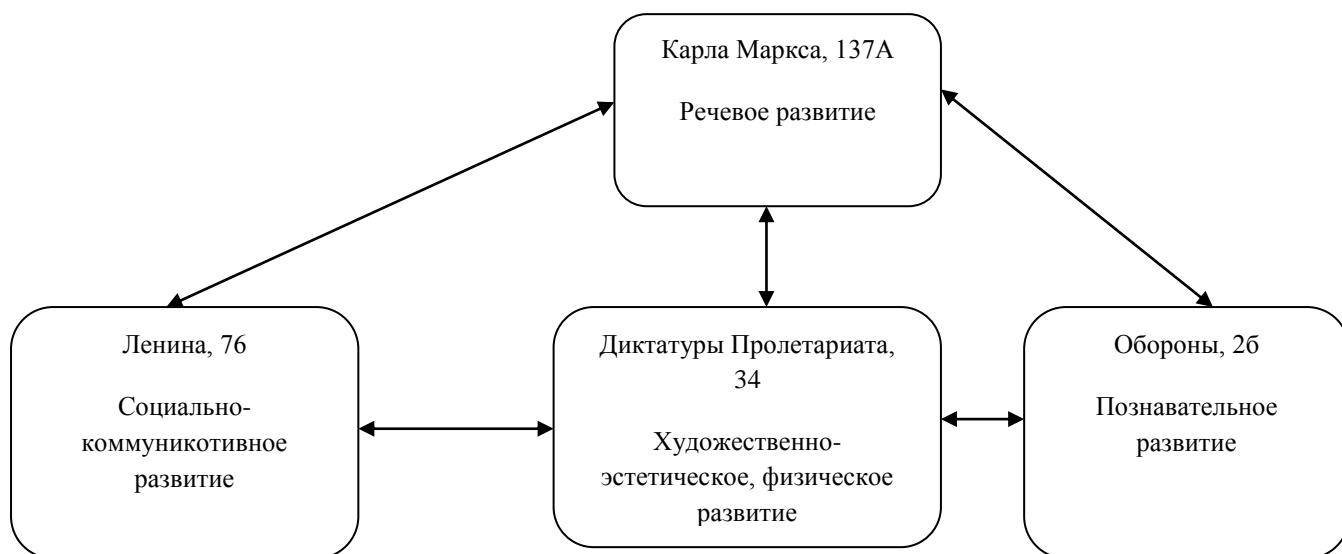 Карла Маркса, 137А
Речевое развитие
Ленина, 76
Социально-
коммуникотивное
развитие
Диктатуры Пролетариата,
34
Художественно-
эстетическое, физическое
развитие
Обороны, 2б
Познавательное
развитие